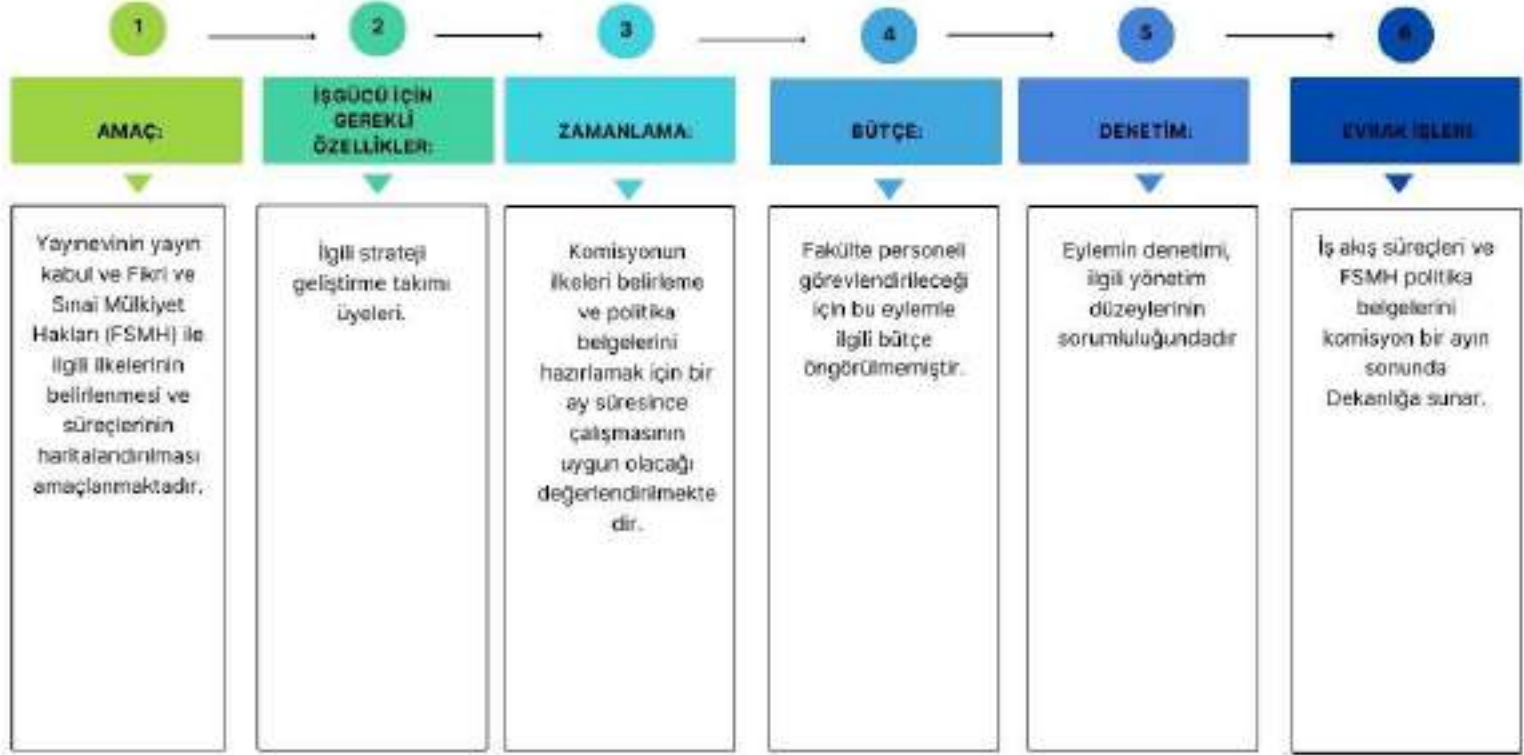 1
2
3
4
5
6
AMAÇ:
İŞGÜCÜ İÇİN
GEREKLİ
ÖZELLİKLER:
ZAMANLAMA:
BÜTÇE:
DENETİM:
EVRAK İŞLERİ:
Yayınevinin yayın
kabul ve Fikri ve
Sınai Mülkiyet
Hakları (FSMH) ile
ilgili ilkelerinin
belirlenmesi ve
süreçlerinin
haritalandırılması
amaçlanmaktadır.
İlgili strateji
geliştirme takımı
üyeleri.
Komisyonun
ilkeleri belirleme
ve politika
belgelerini
hazırlamak için bir
ay süresince
çalışmasının
uygun olacağı
değerlendirilmekte
dir.
Fakülte personeli
görevlendirileceği
için bu eylemle
ilgili bütçe
öngörülmemiştir.
Eylemin denetimi,
ilgili yönetim
düzeylerinin
sorumluluğundadır
İş akış süreçleri ve
FSMH politika
belgelerini
komisyon bir ayın
sonunda
Dekanlığa sunar.